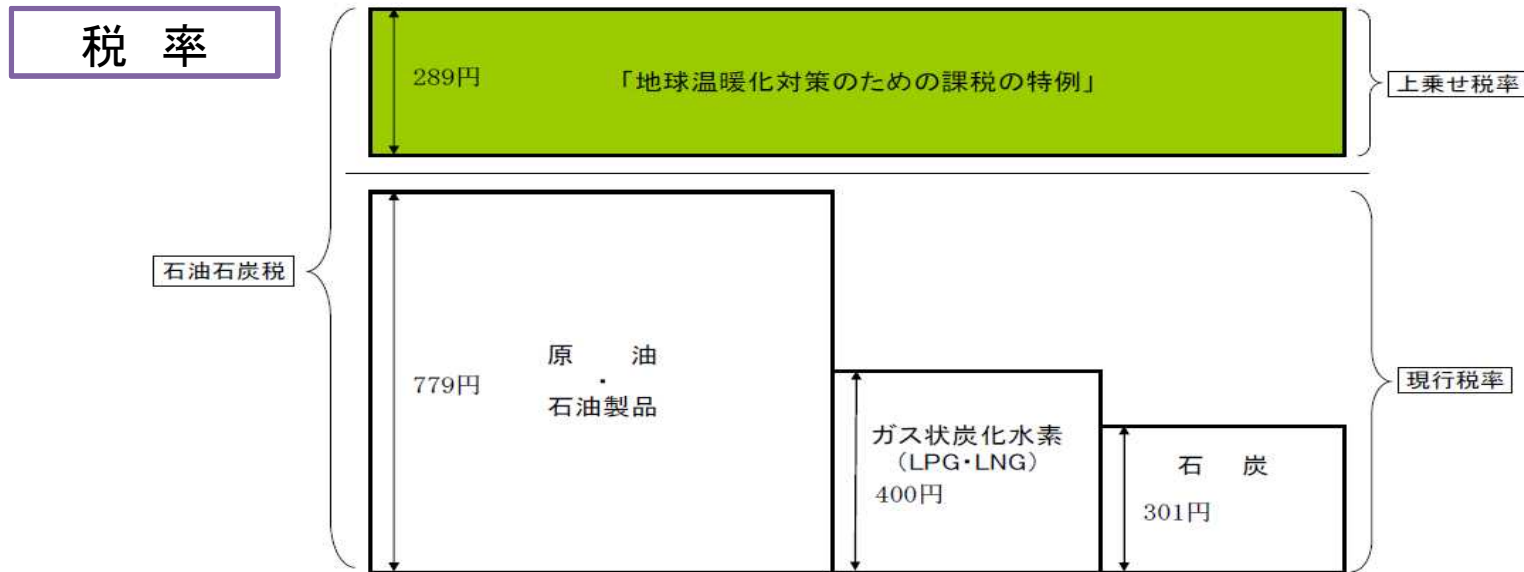 税 率
289円
「地球温暖化対策のための課税の特例」
上乗せ税率
石油石炭税
779円
原 油
・
石油製品
ガス状炭化水素
(LPG・LNG)
400円
石 炭
301円
現行税率